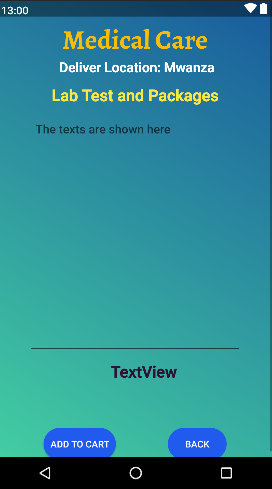 13:00
Medical Care
Deliver Location: Mwanza
Lab Test and Packages
The texts are shown here
TextView
ADD TO CART
BACK